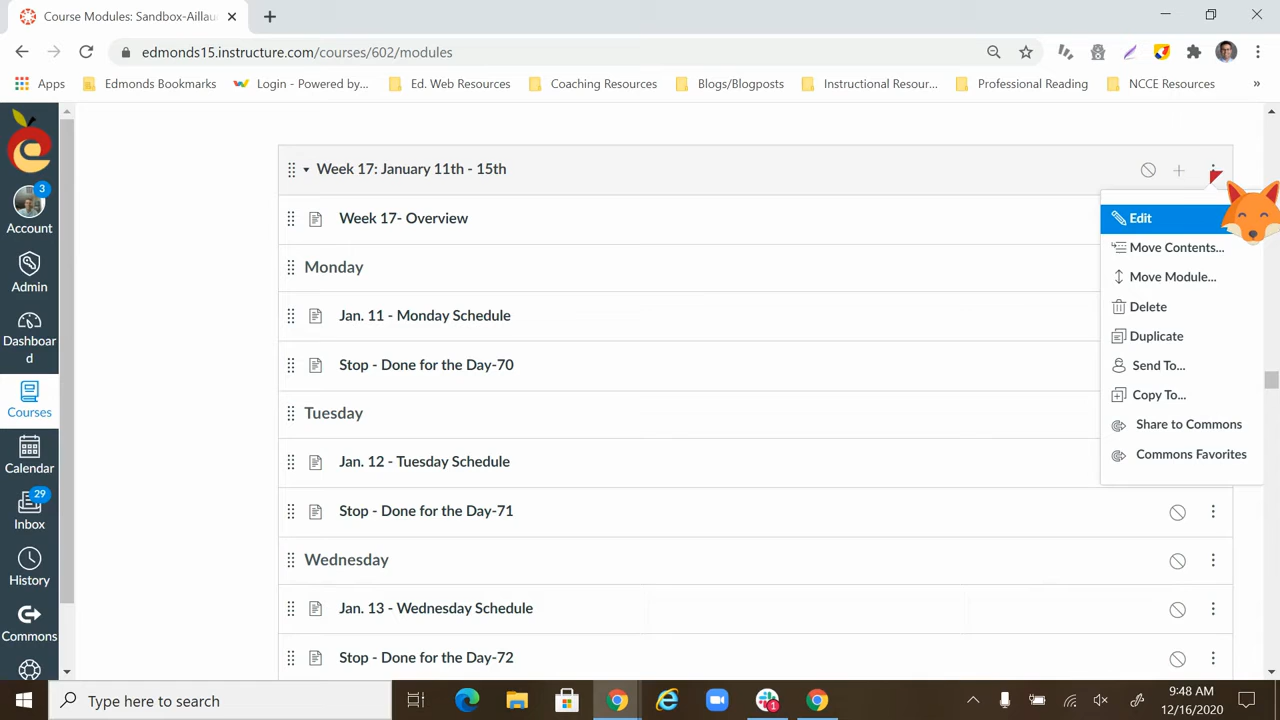 Course Modules: Sandbox-Aillau
edmonds15.instructure.com/courses/602/modules
Apps
Edmonds Bookmarks
Login - Powered by...
Ed. Web Resources
Coaching Resources
Blogs/Blogposts
Instructional Resour...
Professional Reading
NCCE Resources
»
3
Account
Admin
Dashboar
d
Courses
Calendar
29
Inbox
History
Commons
Week 17: January 11th - 15th
Week 17- Overview
Monday
Jan. 11 - Monday Schedule
Stop - Done for the Day-70
Tuesday
Jan. 12 - Tuesday Schedule
Stop - Done for the Day-71
Wednesday
Jan. 13 - Wednesday Schedule
Stop - Done for the Day-72
Edit
Move Contents...
Move Module...
Delete
Duplicate
Send To...
Copy To...
Share to Commons
Commons Favorites
Type here to search
1
9:48 AM
12/16/2020